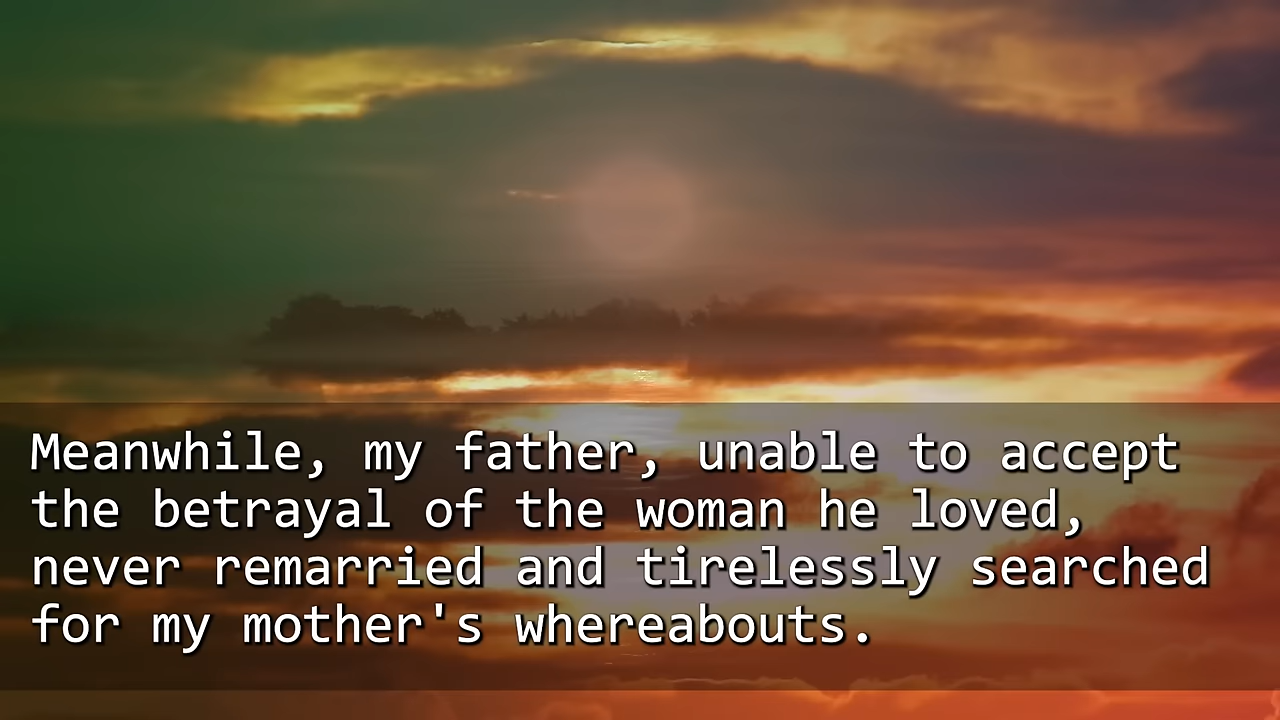 Meanwhile, my father, unable to accept
the betrayal of the woman he loved,
never remarried and tirelessly searched
for my mother's whereabouts.